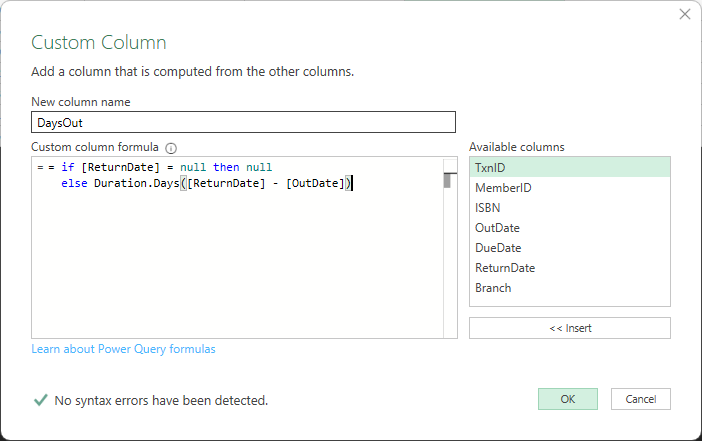 Custom Column
Add a column that is computed from the other columns.
New column name
DaysOut
Custom column formula
= = if [ReturnDate] = null then null
else Duration.Days([ReturnDate] - [OutDate])
Available columns
TxnID
MemberID
ISBN
OutDate
DueDate
ReturnDate
Branch
<< Insert
Learn about Power Query formulas
No syntax errors have been detected.
OK
Cancel